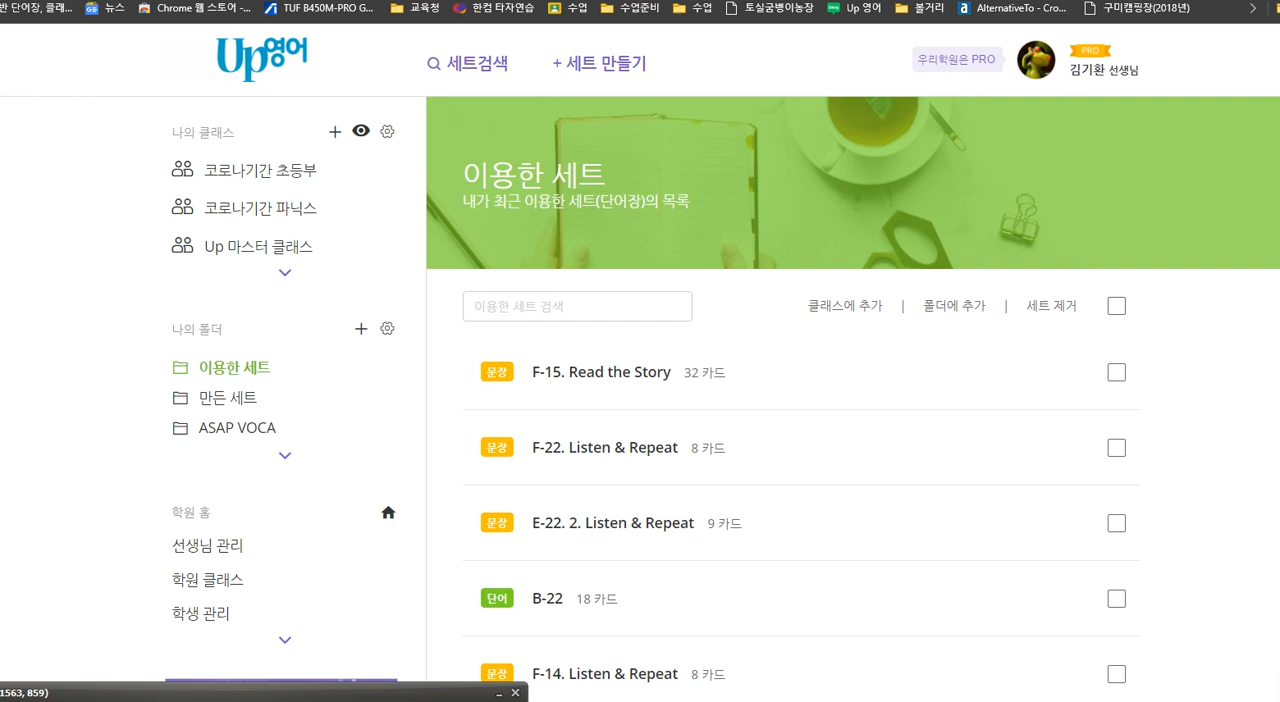 반 단어장, 클래... 뉴스 Chrome 웹 스토어 -... TUF B450M-PRO G... 교육청 한컴 타자연습 수업 수업준비 수업 토실굼벵이농장 Up 영어 볼거리 AlternativeTo - Cro... 구미캠핑장(2018년)
Up영어
세트검색
+ 세트 만들기
우리학원은 PRO
PRO
김기환 선생님
나의 클래스
코로나기간 초등부
코로나기간 파닉스
Up 마스터 클래스
나의 폴더
이용한 세트
만든 세트
ASAP VOCA
학원 홈
선생님 관리
학원 클래스
학생 관리
이용한 세트
내가 최근 이용한 세트(단어장)의 목록
이용한 세트 검색
클래스에 추가 | 폴더에 추가 | 세트 제거
문장 F-15. Read the Story 32 카드
문장 F-22. Listen & Repeat 8 카드
문장 E-22. 2. Listen & Repeat 9 카드
단어 B-22 18 카드
문장 F-14. Listen & Repeat 8 카드
1563, 859)